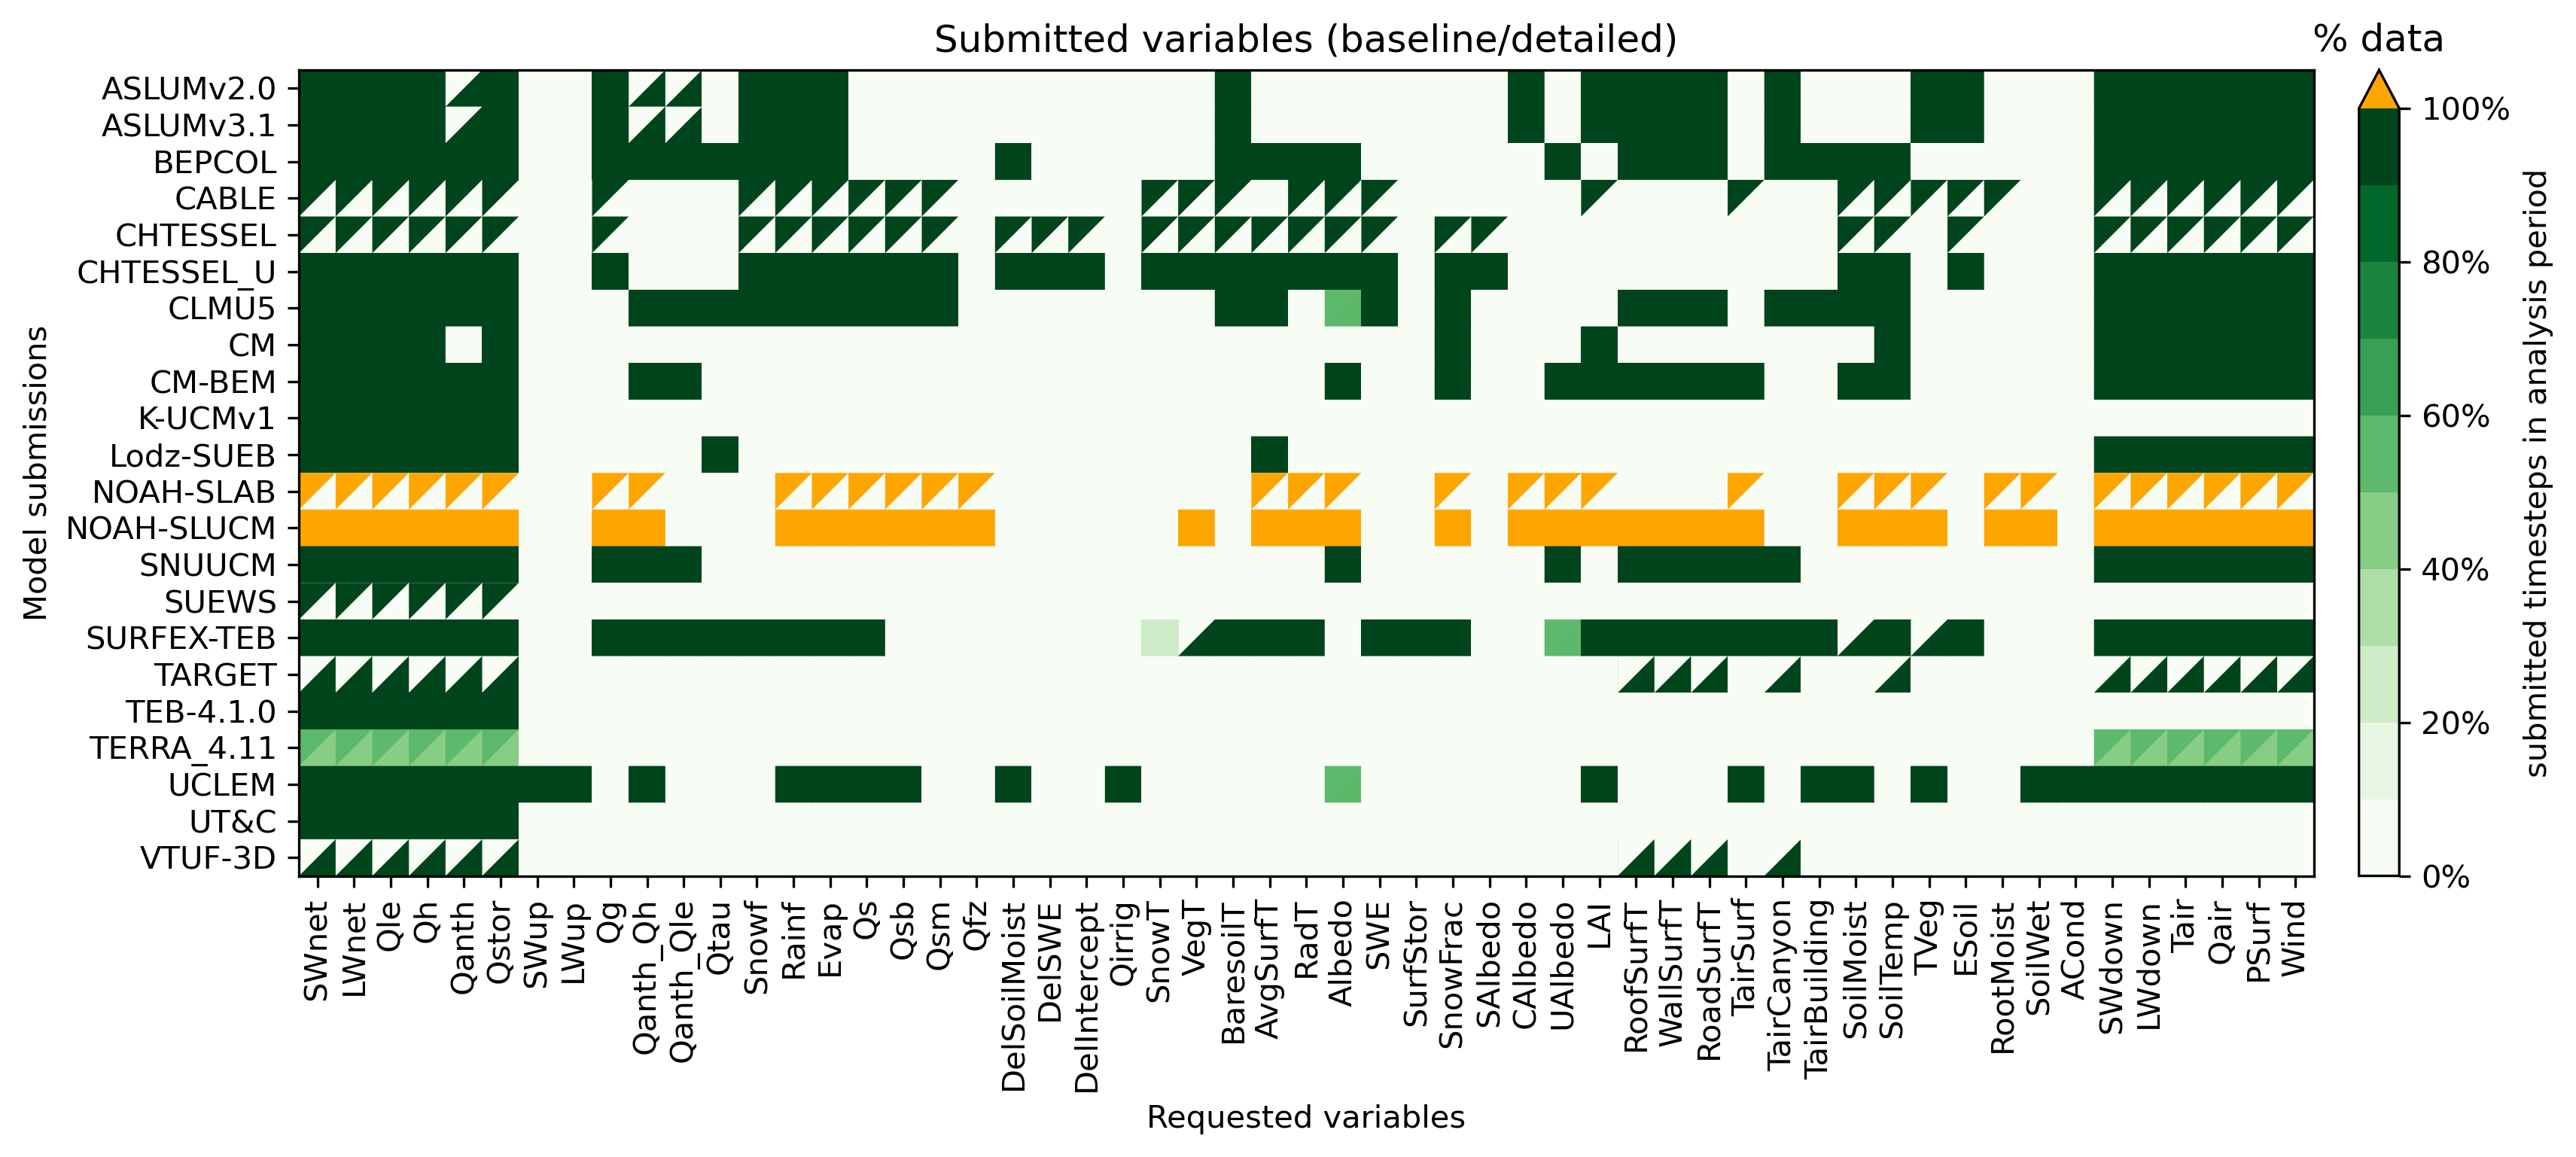 Submitted variables (baseline/detailed)
% data
Model submissions
ASLUMv2.0
ASLUMv3.1
BEPCOL
CABLE
CHTESSEL
CHTESSEL_U
CLMU5
CM
CM-BEM
K-UCMv1
Lodz-SUEB
NOAH-SLAB
NOAH-SLUCM
SNUUCM
SUEWS
SURFEX-TEB
TARGET
TEB-4.1.0
TERRA_4.11
UCLEM
UT&C
VTUF-3D
SWnet
LWnet
Qle
Qh
Qanth
Qstor
SWup
LWup
Qg
Qanth_Qh
Qanth_Qle
Qtau
Snowf
Rainf
Evap
Qs
Qsb
Qsm
Qfz
DelSoilMoist
DelSWE
DelIntercept
Qirrig
SnowT
VegT
BaresoilT
AvgSurfT
RadT
Albedo
SWE
SurfStor
SnowFrac
SAlbedo
CAlbedo
UAlbedo
LAI
RoofSurfT
WallSurfT
RoadSurfT
TairSurf
TairCanyon
TairBuilding
SoilMoist
SoilTemp
TVeg
ESoil
RootMoist
SoilWet
ACond
SWdown
LWdown
Tair
Qair
PSurf
Wind
Requested variables
100%
80%
60%
40%
20%
0%
submitted timesteps in analysis period